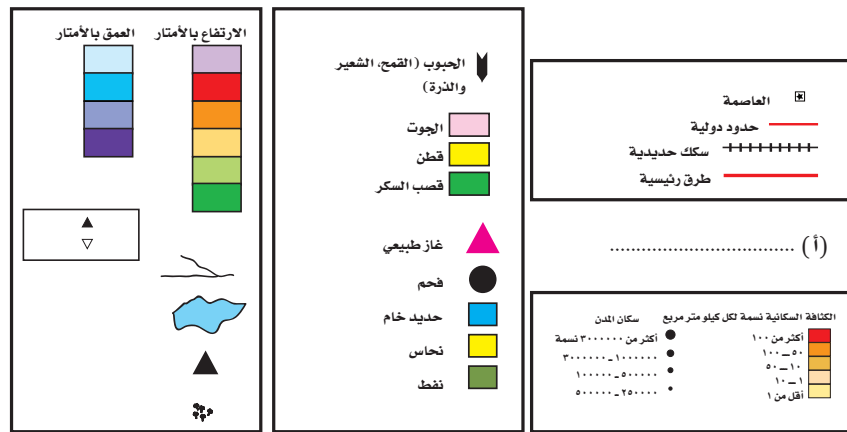 العاصمة
حدود دولية
سكك حديدية
طرق رئيسية
(أ) ................................
الكثافة السكانية نسمة لكل كيلو متر مربع
أكثر من ١٠٠
٥٠ – ١٠٠
١٠ – ٥٠
١ – ١٠
أقل من ١
سكان المدن
أكثر من ٣٠٠٠٠٠٠ نسمة
١٠٠٠٠٠٠ – ٣٠٠٠٠٠٠
٥٠٠٠٠٠ – ١٠٠٠٠٠
٢٥٠٠٠٠ – ٥٠٠٠٠٠
الحبوب (القمح، الشعير
والذرة)
الجوت
قطن
قصب السكر
غاز طبيعي
فحم
حديد خام
نحاس
نفط
الارتفاع بالأمتار
العمق بالأمتار